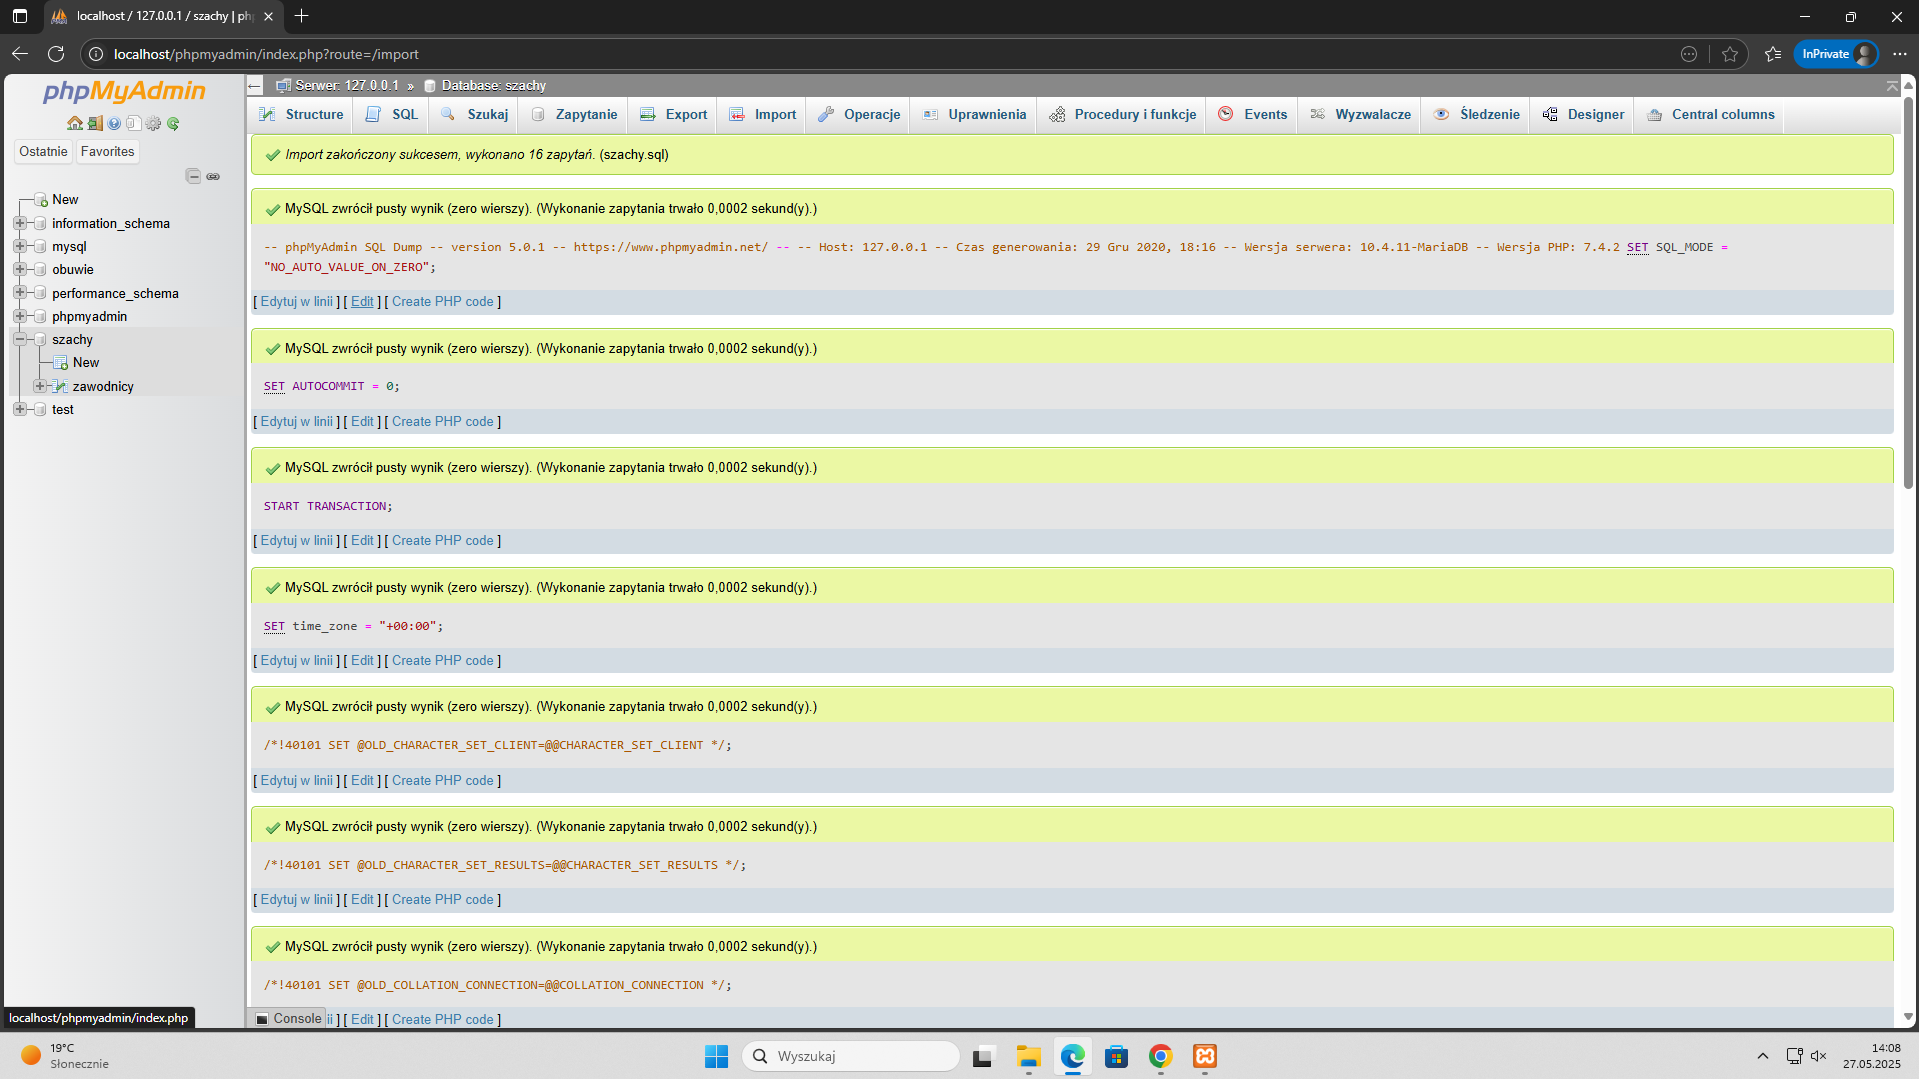 localhost / 127.0.0.1 / szachy | ph
localhost/phpmyadmin/index.php?route=/import
InPrivate
phpMyAdmin
Ostatnie Favorites
New
information_schema
mysql
obuwie
performance_schema
phpmyadmin
szachy
New
zawodnicy
test
Serwer: 127.0.0.1 » Database: szachy
Structure SQL Szukaj Zapytanie Export Import Operacje Uprawnienia Procedury i funkcje Events Wyzwalacze Śledzenie Designer Central columns
Import zakończony sukcesem, wykonano 16 zapytań. (szachy.sql)
MySQL zwrócił pusty wynik (zero wierszy). (Wykonanie zapytania trwało 0,0002 sekund(y).)
-- phpMyAdmin SQL Dump -- version 5.0.1 -- https://www.phpmyadmin.net/ -- -- Host: 127.0.0.1 -- Czas generowania: 29 Gru 2020, 18:16 -- Wersja serwera: 10.4.11-MariaDB -- Wersja PHP: 7.4.2 SET SQL_MODE =
"NO_AUTO_VALUE_ON_ZERO";
[ Edytuj w linii ] [ Edit ] [ Create PHP code ]
MySQL zwrócił pusty wynik (zero wierszy). (Wykonanie zapytania trwało 0,0002 sekund(y).)
SET AUTOCOMMIT = 0;
[ Edytuj w linii ] [ Edit ] [ Create PHP code ]
MySQL zwrócił pusty wynik (zero wierszy). (Wykonanie zapytania trwało 0,0002 sekund(y).)
START TRANSACTION;
[ Edytuj w linii ] [ Edit ] [ Create PHP code ]
MySQL zwrócił pusty wynik (zero wierszy). (Wykonanie zapytania trwało 0,0002 sekund(y).)
SET time_zone = "+00:00";
[ Edytuj w linii ] [ Edit ] [ Create PHP code ]
MySQL zwrócił pusty wynik (zero wierszy). (Wykonanie zapytania trwało 0,0002 sekund(y).)
/*!40101 SET @OLD_CHARACTER_SET_CLIENT=@@CHARACTER_SET_CLIENT */;
[ Edytuj w linii ] [ Edit ] [ Create PHP code ]
MySQL zwrócił pusty wynik (zero wierszy). (Wykonanie zapytania trwało 0,0002 sekund(y).)
/*!40101 SET @OLD_CHARACTER_SET_RESULTS=@@CHARACTER_SET_RESULTS */;
[ Edytuj w linii ] [ Edit ] [ Create PHP code ]
MySQL zwrócił pusty wynik (zero wierszy). (Wykonanie zapytania trwało 0,0002 sekund(y).)
/*!40101 SET @OLD_COLLATION_CONNECTION=@@COLLATION_CONNECTION */;
Console ii ] [ Edit ] [ Create PHP code ]
localhost/phpmyadmin/index.php
19°C
Słonecznie
Wyszukaj
14:08
27.05.2025